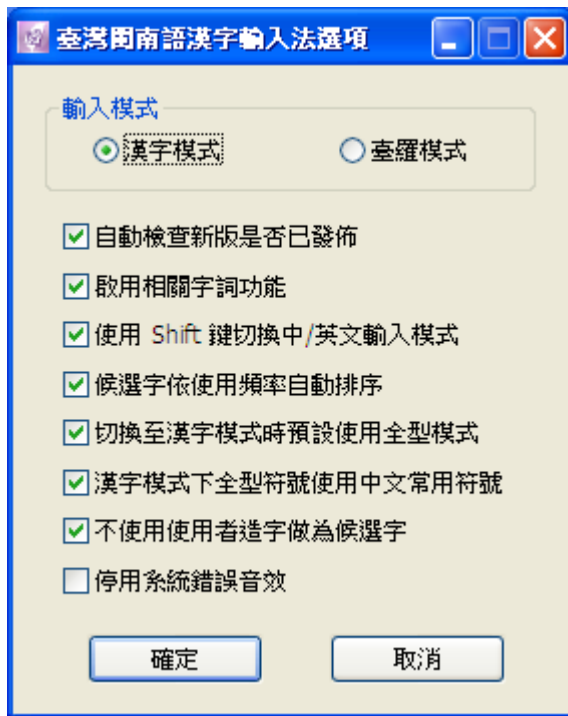 臺灣閩南語漢字輸入法選項
輸入模式
漢字模式 臺羅模式
自動檢查新版是否已發佈
啟用相關字詞功能
使用 Shift 鍵切換中/英文輸入模式
候選字依使用頻率自動排序
切換至漢字模式時預設使用全型模式
漢字模式下全型符號使用中文常用符號
不使用使用者造字做為候選字
停用系統錯誤音效
確定 取消